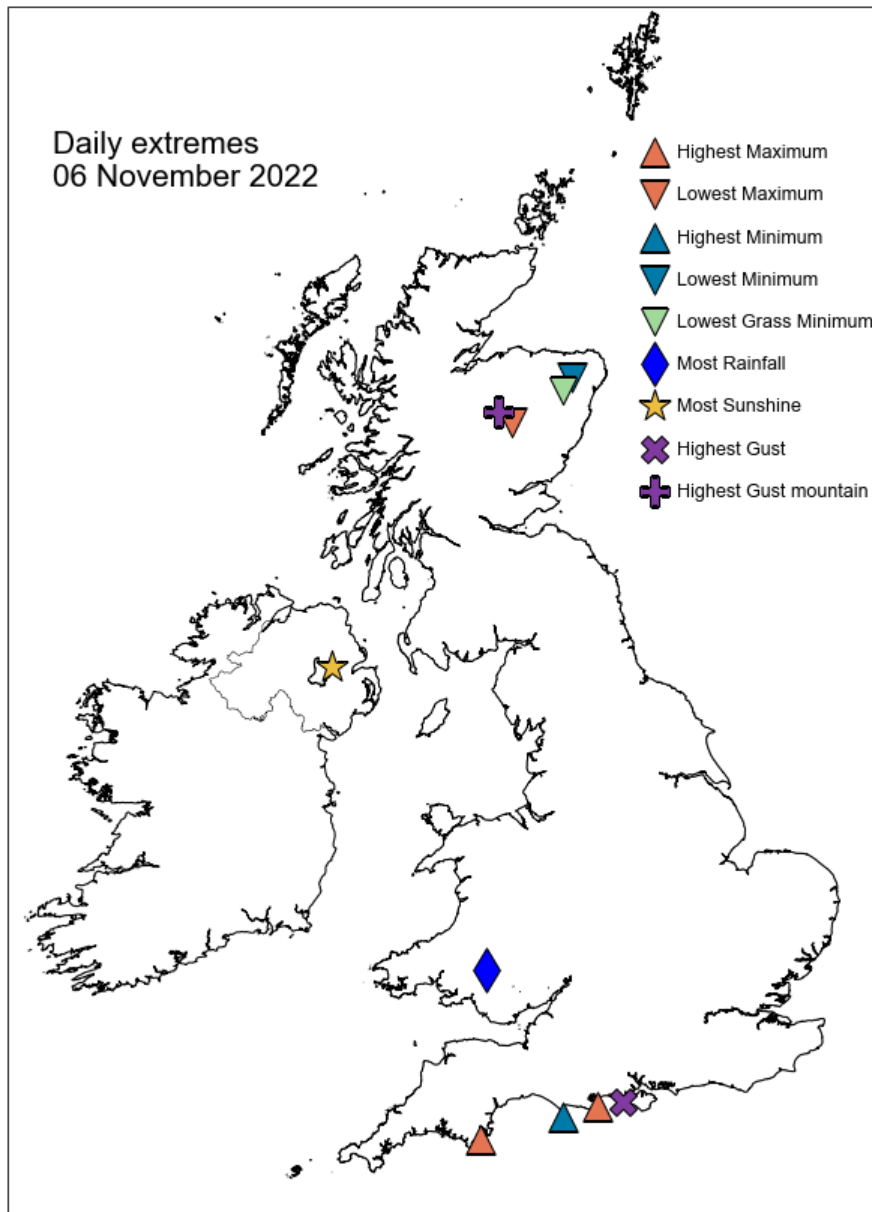 Daily extremes
06 November 2022
Highest Maximum
Lowest Maximum
Highest Minimum
Lowest Minimum
Lowest Grass Minimum
Most Rainfall
Most Sunshine
Highest Gust
Highest Gust mountain